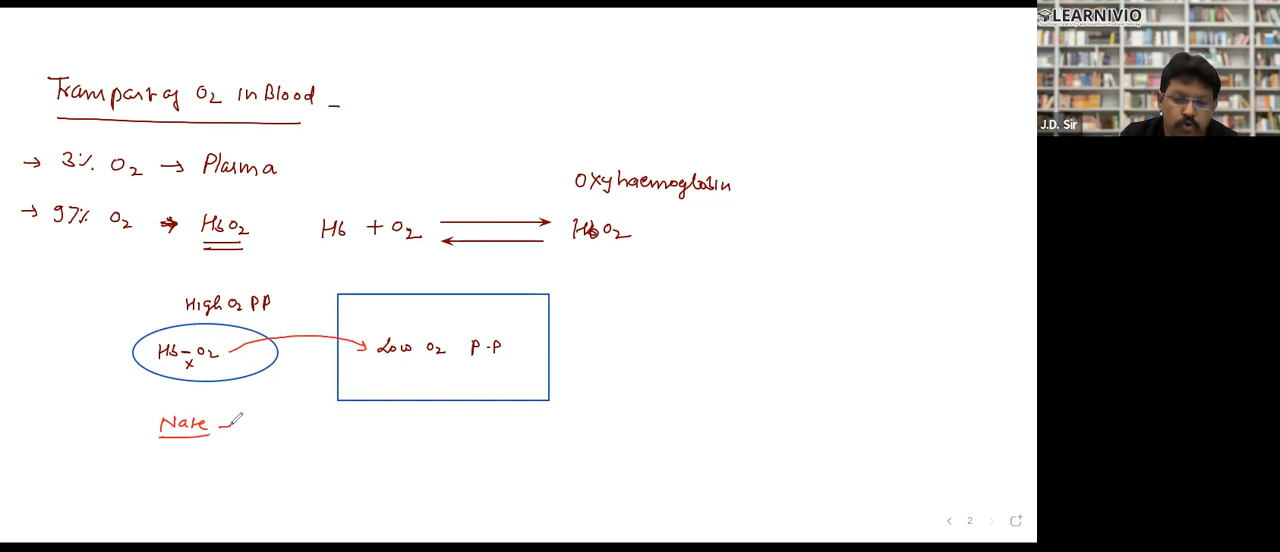 LEARNIVIO
J.D. Sir
Transport of O2 in Blood -
→ 3% O2 → Plasma
→ 97% O2 → HbO2
Oxyhaemoglobin
Hb + O2 ⇌ HbO2
High O2 PP
Hb - O2
x
Low O2 P-P
Note -
2